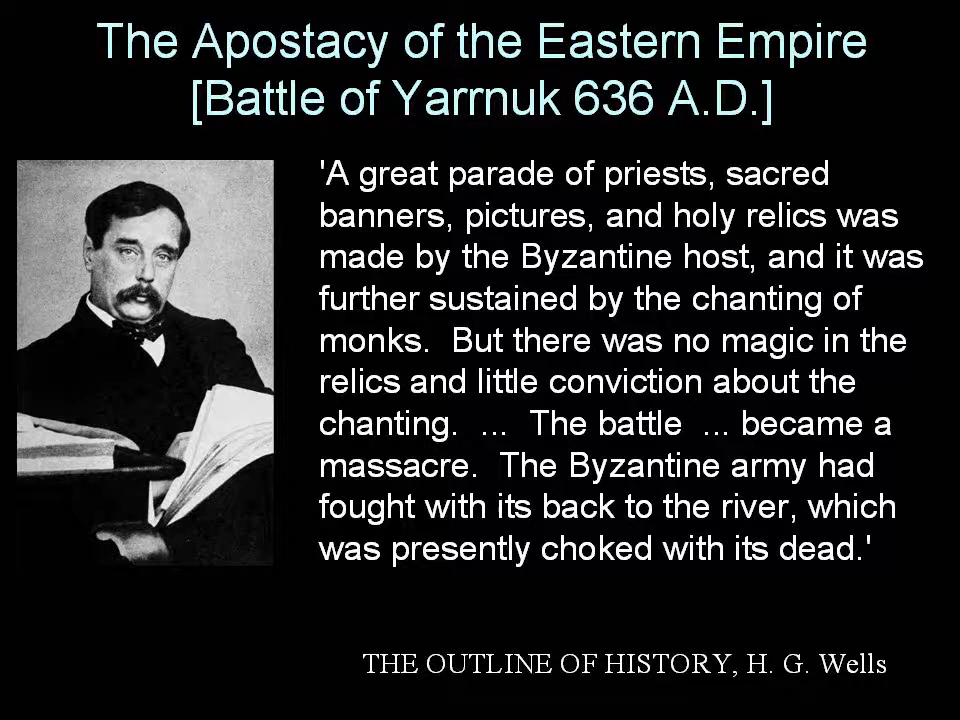 The Apostacy of the Eastern Empire
[Battle of Yarrnuk 636 A.D.]
'A great parade of priests, sacred
banners, pictures, and holy relics was
made by the Byzantine host, and it was
further sustained by the chanting of
monks.  But there was no magic in the
relics and little conviction about the
chanting.  ...  The battle  ... became a
massacre.  The Byzantine army had
fought with its back to the river, which
was presently choked with its dead.'
THE OUTLINE OF HISTORY, H. G. Wells